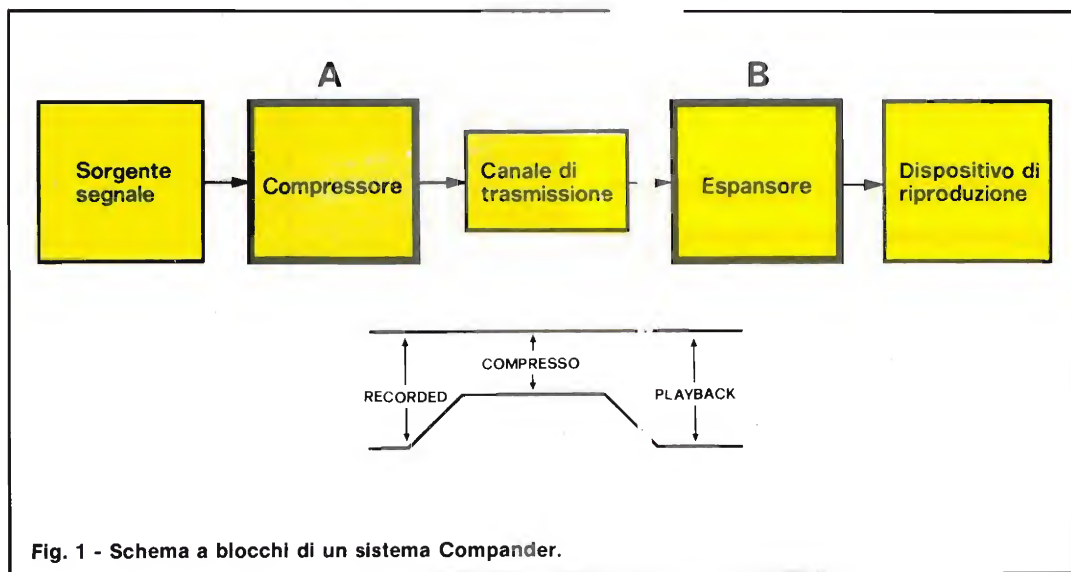 A
B
Sorgente
segnale
Compressore
Canale di
trasmissione
Espansore
Dispositivo di
riproduzione
COMPRESSO
RECORDED
PLAYBACK
Fig. 1 - Schema a blocchi di un sistema Compander.